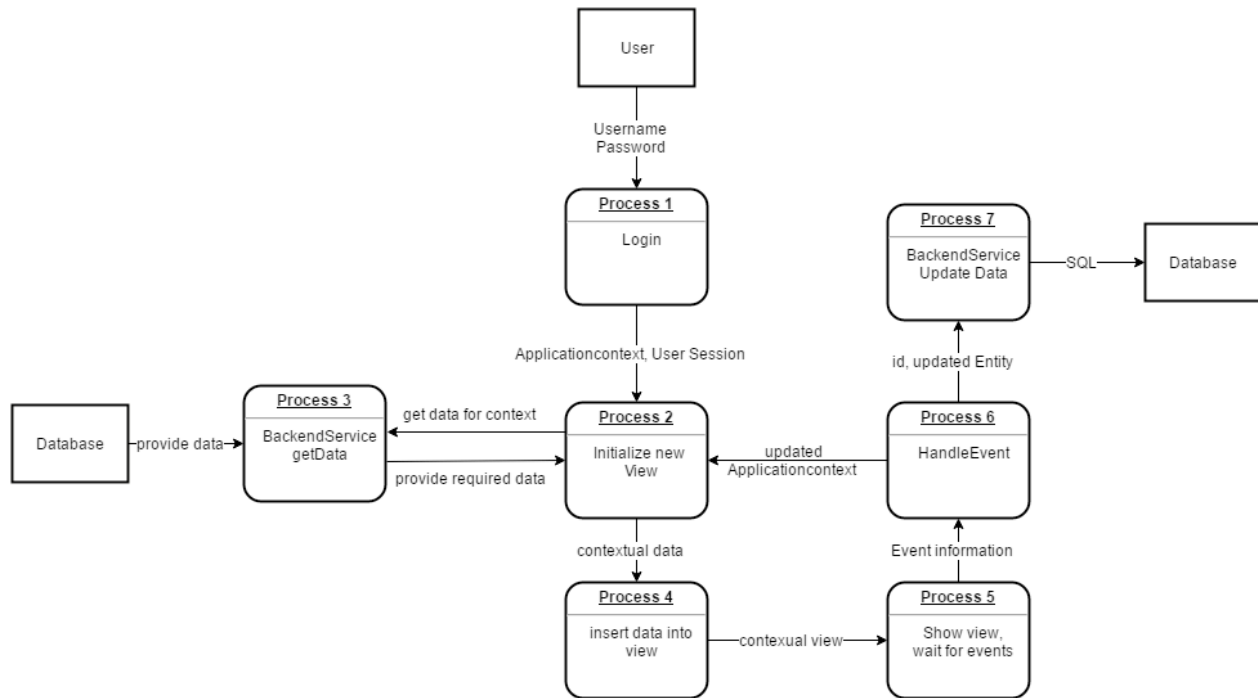 User
Username
Password
Process 1
Login
Process 7
BackendService
Update Data
SQL
Database
Applicationcontext, User Session
id, updated Entity
Process 3
BackendService
getData
Database
provide data
get data for context
provide required data
Process 2
Initialize new
View
updated
Applicationcontext
Process 6
HandleEvent
contextual data
Event information
Process 4
insert data into
view
contexual view
Process 5
Show view,
wait for events